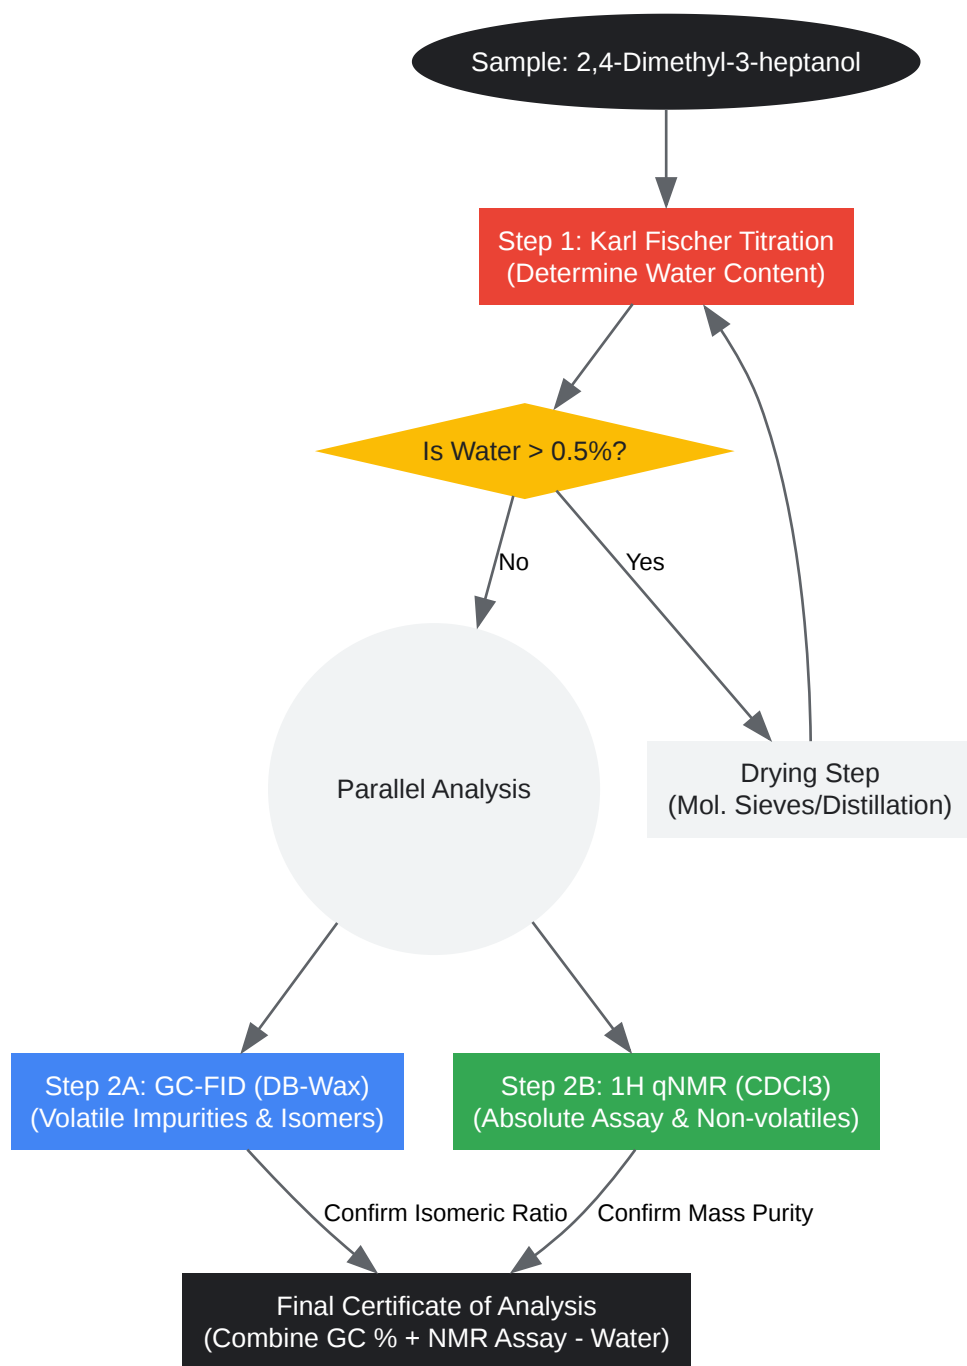 Sample: 2,4-Dimethyl-3-heptanol
Step 1: Karl Fischer Titration
(Determine Water Content)
Is Water > 0.5%?
No
Yes
Parallel Analysis
Drying Step
(Mol. Sieves/Distillation)
Step 2A: GC-FID (DB-Wax)
(Volatile Impurities & Isomers)
Step 2B: 1H qNMR (CDCl3)
(Absolute Assay & Non-volatiles)
Confirm Isomeric Ratio
Confirm Mass Purity
Final Certificate of Analysis
(Combine GC % + NMR Assay - Water)